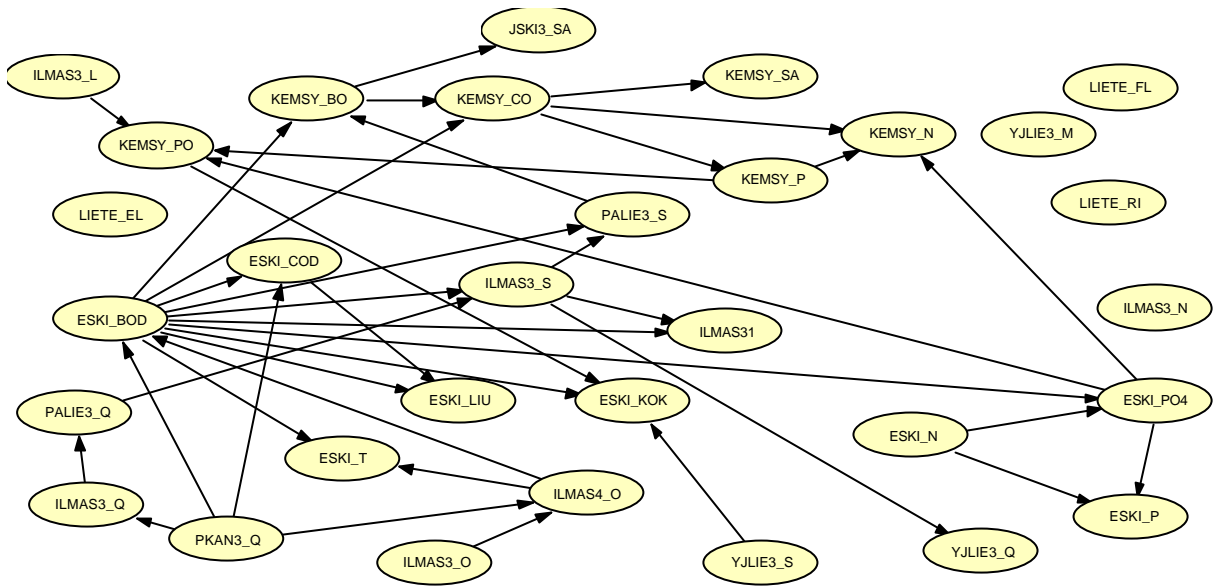 JSKI3_SA
ILMAS3_L
KEMSY_SA
LIETE_FL
KEMSY_BO
KEMSY_CO
KEMSY_N
YJLIE3_M
KEMSY_PO
KEMSY_P
LIETE_EL
PALIE3_S
LIETE_RI
ESKI_COD
ILMAS3_S
ILMAS3_N
ESKI_BOD
ILMAS31
PALIE3_Q
ESKI_LIU
ESKI_KOK
ESKI_PO4
ESKI_N
ESKI_T
ILMAS3_Q
ILMAS4_O
ESKI_P
PKAN3_Q
ILMAS3_O
YJLIE3_S
YJLIE3_Q